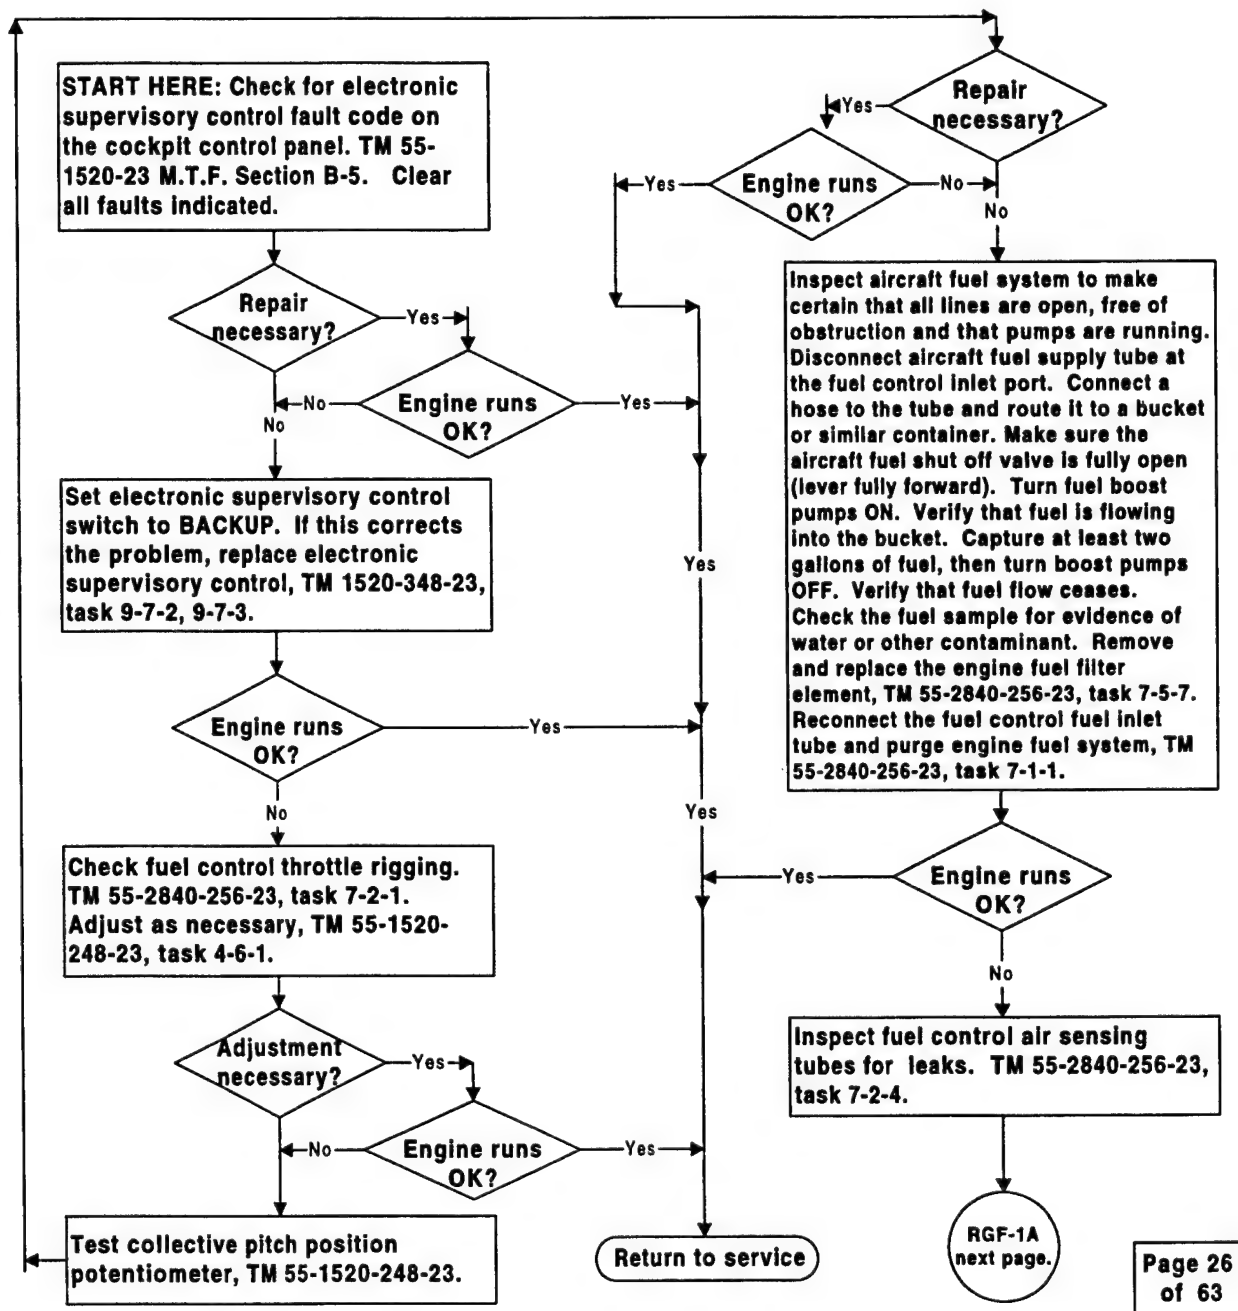 START HERE: Check for electronic
supervisory control fault code on
the cockpit control panel. TM 55-
1520-23 M.T.F. Section B-5. Clear
all faults indicated.
Repair
necessary?
Yes
No
No
Engine runs
OK?
Yes
Set electronic supervisory control
switch to BACKUP. If this corrects
the problem, replace electronic
supervisory control, TM 1520-348-23,
task 9-7-2, 9-7-3.
Engine runs
OK?
Yes
No
Check fuel control throttle rigging.
TM 55-2840-256-23, task 7-2-1.
Adjust as necessary, TM 55-1520-
248-23, task 4-6-1.
Adjustment
necessary?
Yes
No
Engine runs
OK?
Yes
Test collective pitch position
potentiometer, TM 55-1520-248-23.
Repair
necessary?
Yes
Yes
Engine runs
OK?
No
No
Yes
Yes
Inspect aircraft fuel system to make
certain that all lines are open, free of
obstruction and that pumps are running.
Disconnect aircraft fuel supply tube at
the fuel control inlet port. Connect a
hose to the tube and route it to a bucket
or similar container. Make sure the
aircraft fuel shut off valve is fully open
(lever fully forward). Turn fuel boost
pumps ON. Verify that fuel is flowing
into the bucket. Capture at least two
gallons of fuel, then turn boost pumps
OFF. Verify that fuel flow ceases.
Check the fuel sample for evidence of
water or other contaminant. Remove
and replace the engine fuel filter
element, TM 55-2840-256-23, task 7-5-7.
Reconnect the fuel control fuel inlet
tube and purge engine fuel system, TM
55-2840-256-23, task 7-1-1.
Yes
Engine runs
OK?
No
Inspect fuel control air sensing
tubes for leaks. TM 55-2840-256-23,
task 7-2-4.
Return to service
RGF-1A
next page.
Page 26
of 63